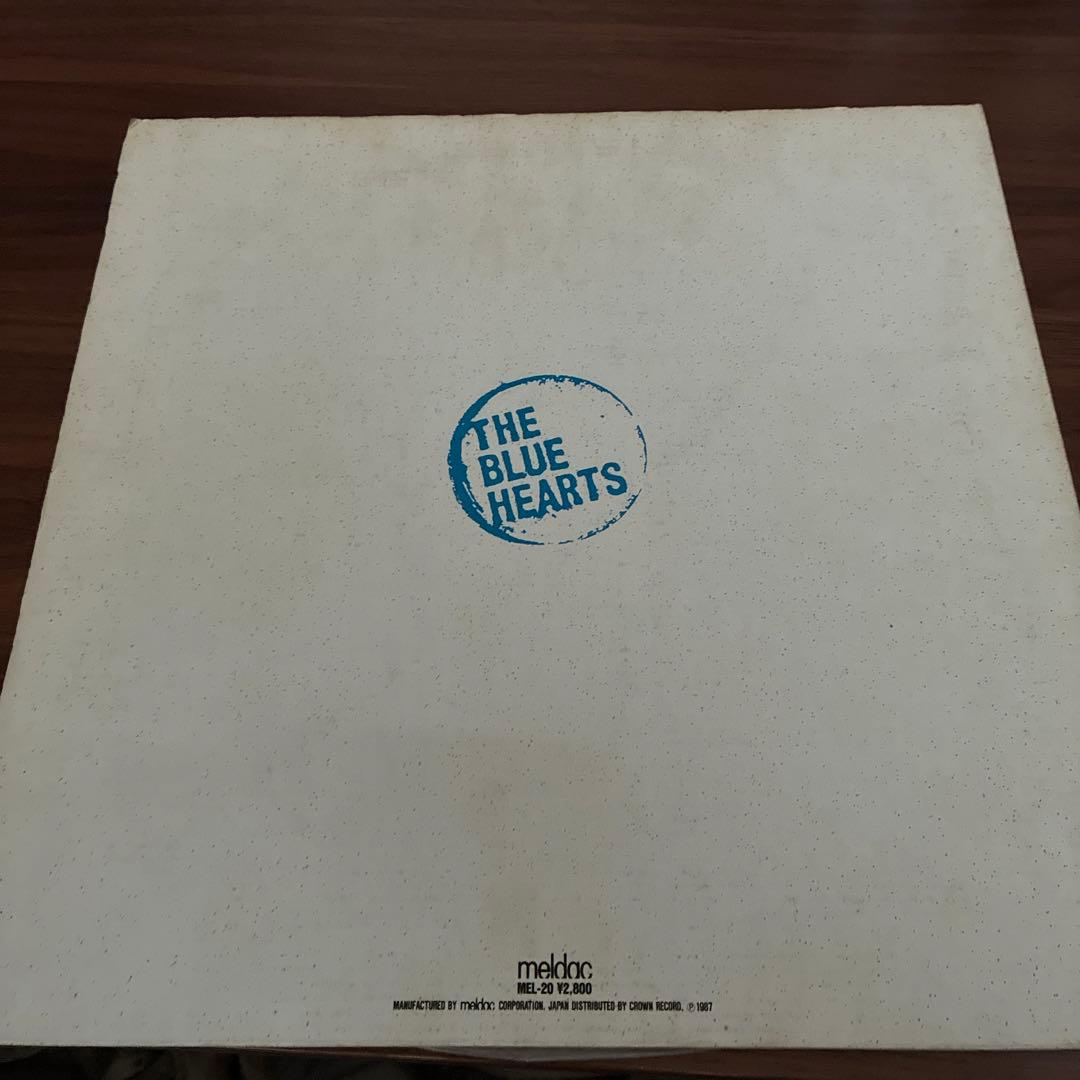 THE
BLUE
HEARTS
meldac
MEL-20 ¥2,800
MANUFACTURED BY meldac CORPORATION, JAPAN DISTRIBUTED BY CROWN RECORD, ℗1987